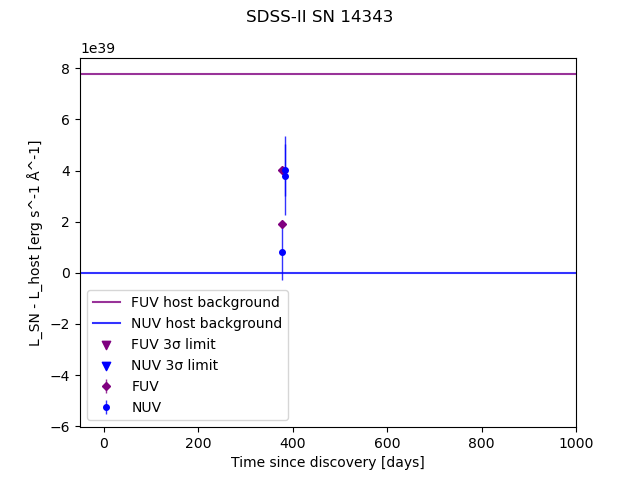 SDSS-II SN 14343
1e39
8
6
4
2
0
−2
−4
−6
L_SN - L_host [erg s^-1 Å^-1]
FUV host background
NUV host background
FUV 3σ limit
NUV 3σ limit
FUV
NUV
0 200 400 600 800 1000
Time since discovery [days]